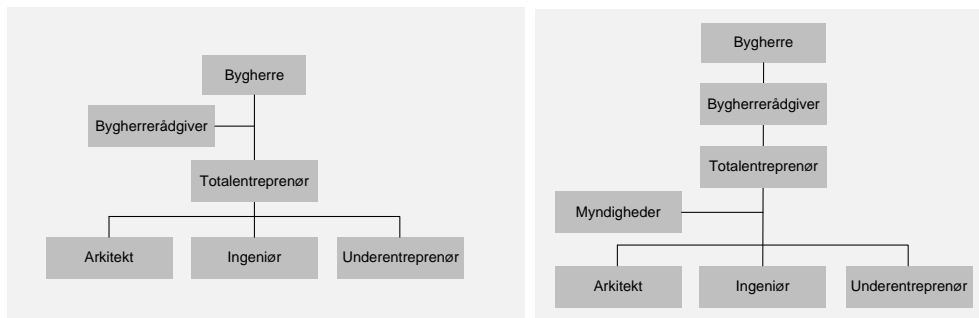 Bygherre
Bygherrerådgiver
Totalentreprenør
Arkitekt
Ingeniør
Underentreprenør
Bygherre
Bygherrerådgiver
Totalentreprenør
Myndigheder
Arkitekt
Ingeniør
Underentreprenør